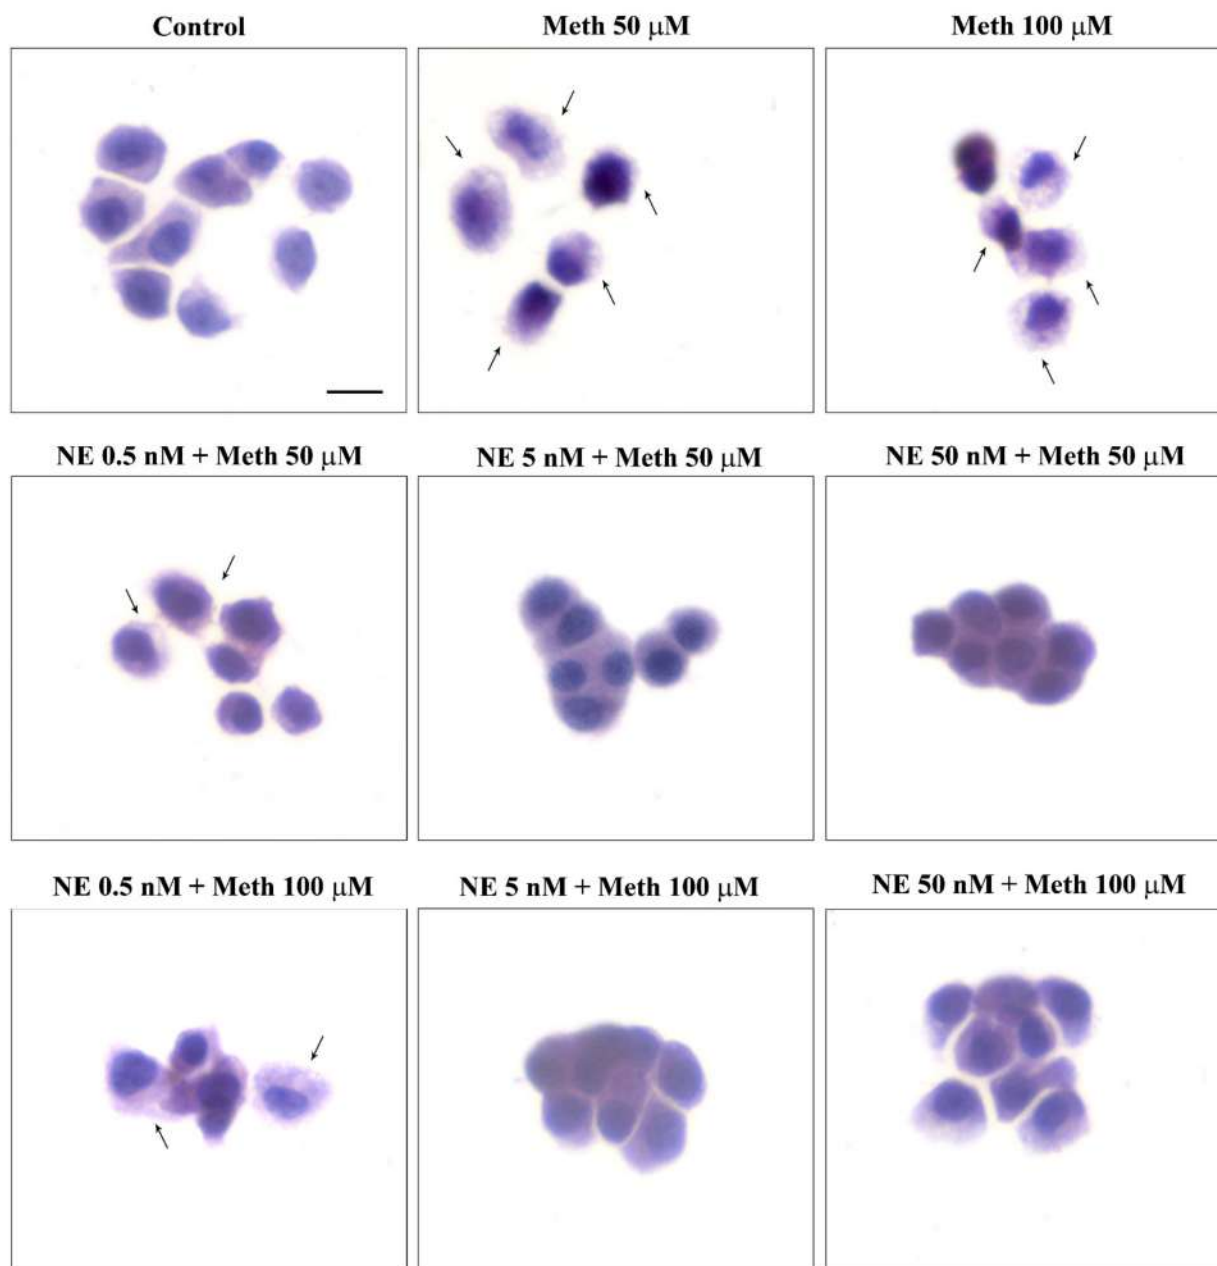 Control
Meth 50 μM
Meth 100 μM
NE 0.5 nM + Meth 50 μM
NE 5 nM + Meth 50 μM
NE 50 nM + Meth 50 μM
NE 0.5 nM + Meth 100 μM
NE 5 nM + Meth 100 μM
NE 50 nM + Meth 100 μM